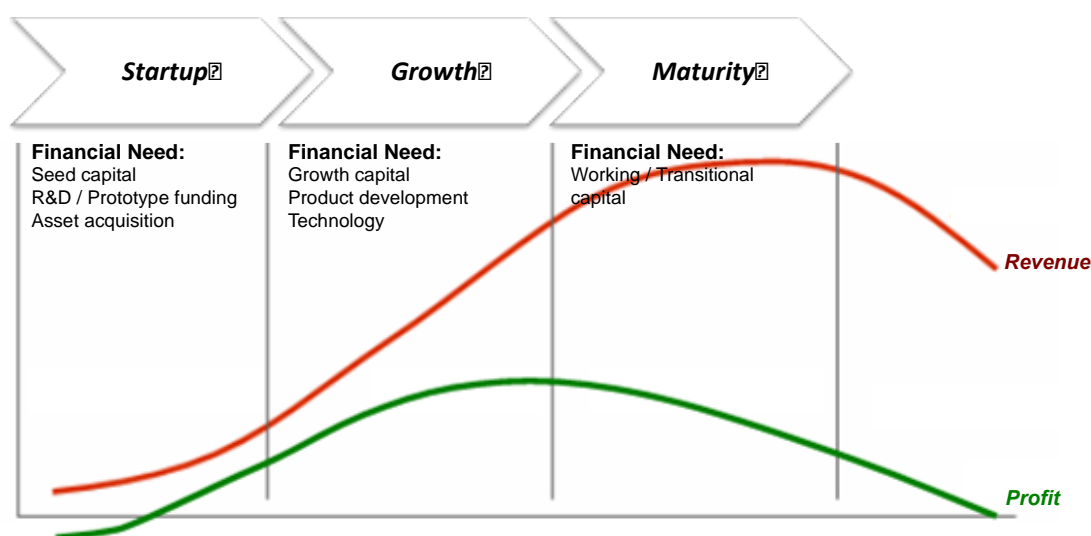 Startup
Growth
Maturity
Financial Need:
Seed capital
R&D / Prototype funding
Asset acquisition
Financial Need:
Growth capital
Product development
Technology
Financial Need:
Working / Transitional
capital
Revenue
Profit